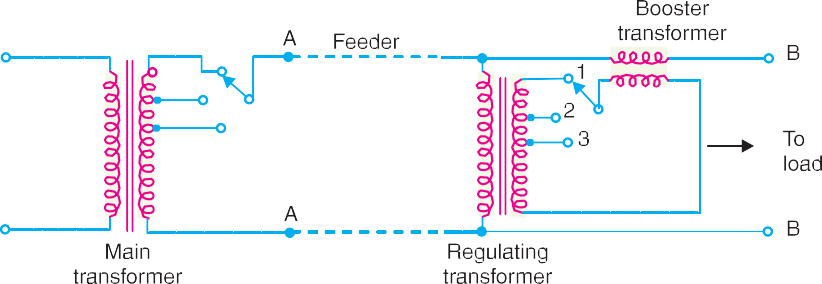 Booster
transformer
A
Feeder
B
1
2
3
To
load
A
B
Main
transformer
Regulating
transformer